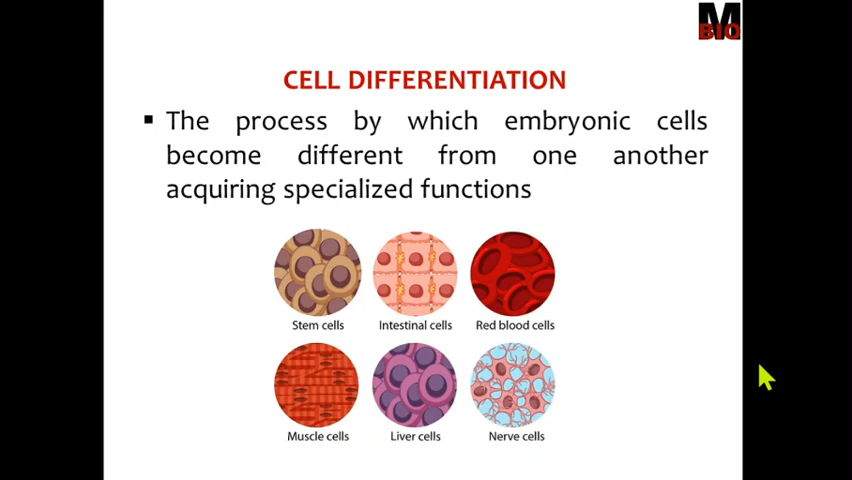 M
BIO
CELL DIFFERENTIATION
▪ The process by which embryonic cells
become different from one another
acquiring specialized functions
Stem cells Intestinal cells Red blood cells
Muscle cells Liver cells Nerve cells